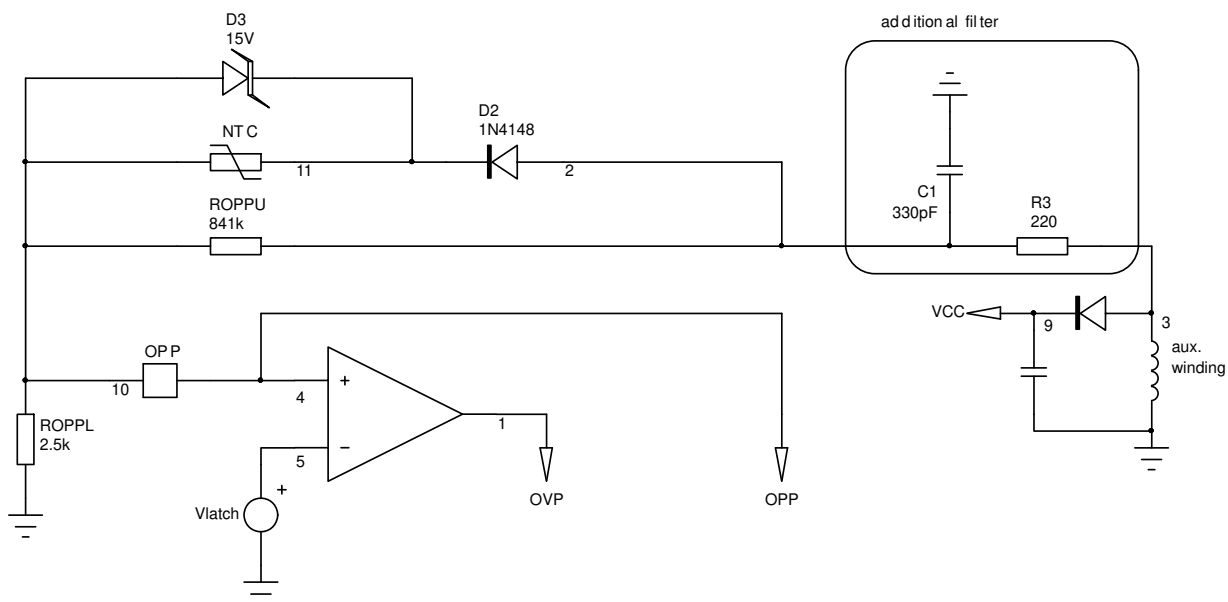 D3
15V
additional filter
NTC
11
D2
1N4148
2
C1
330pF
R3
220
ROPPU
841k
VCC
9
3
aux.
winding
OPP
10
4
+
−
5
1
ROPPL
2.5k
+
Vlatch
OVP
OPP